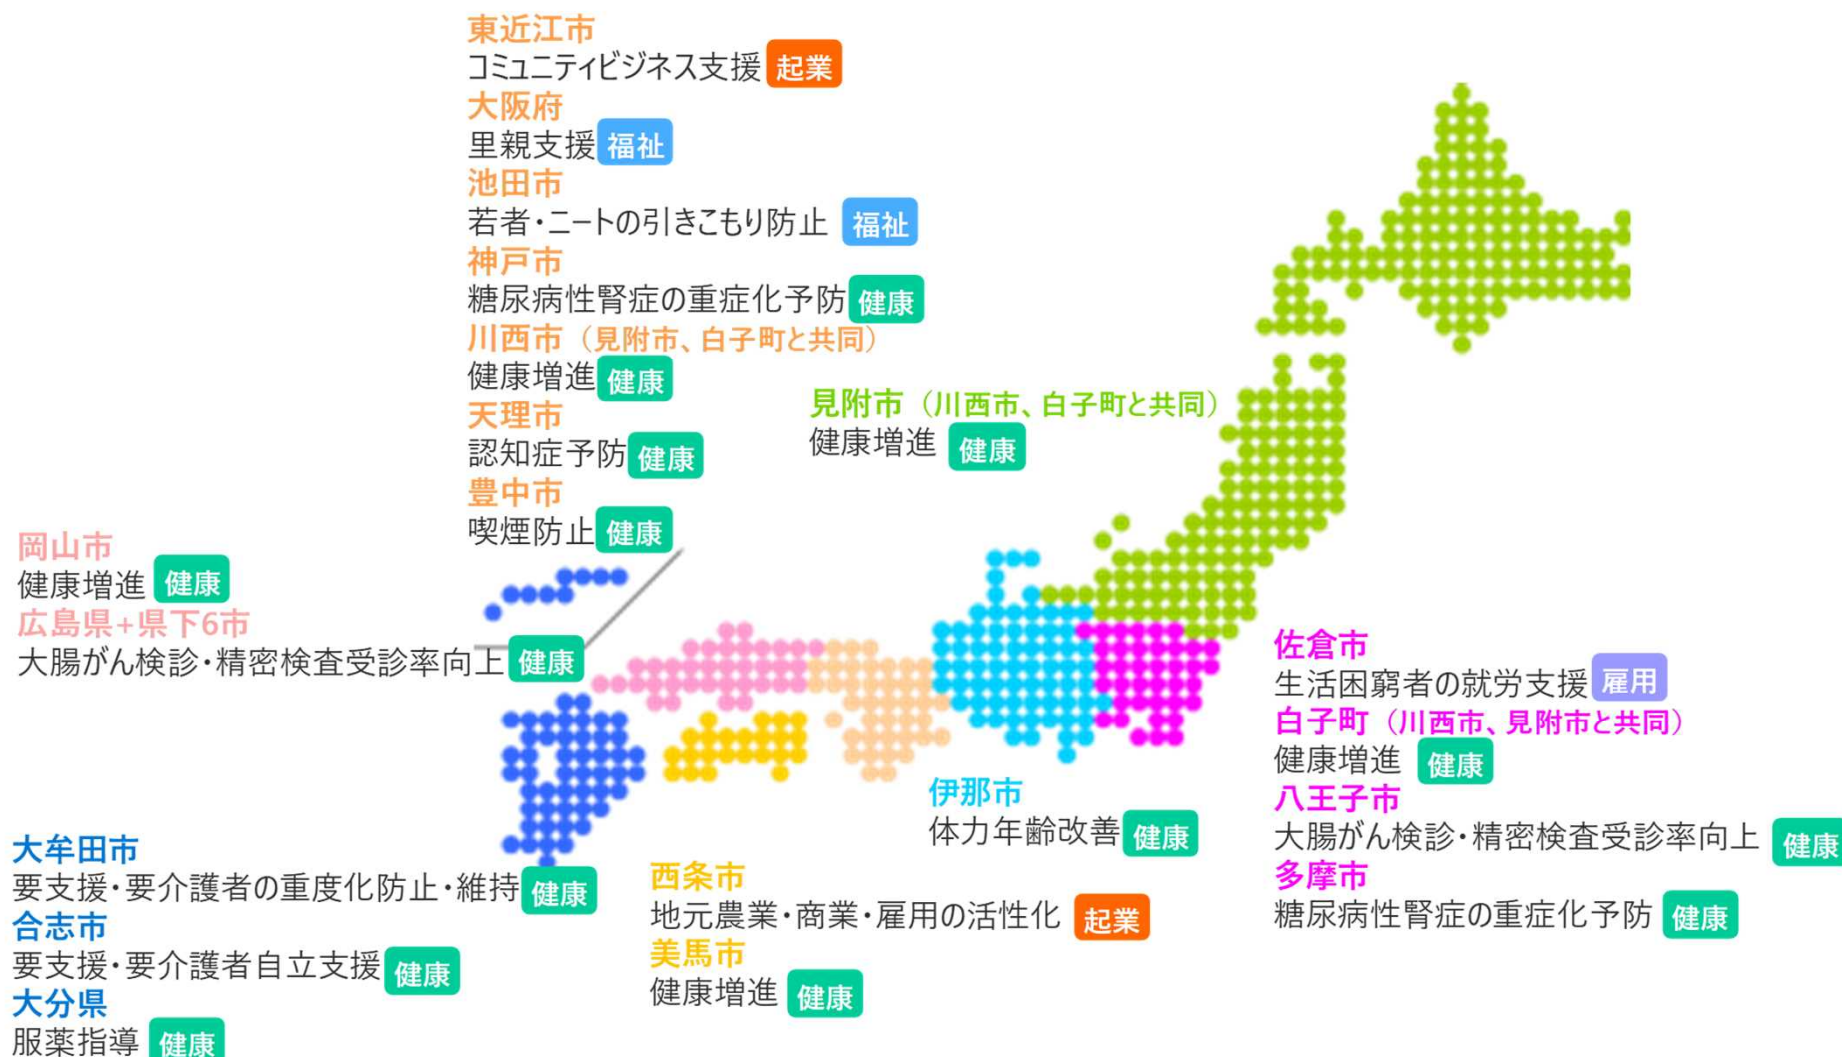 東近江市
コミュニティビジネス支援 起業
大阪府
里親支援 福祉
池田市
若者・ニートの引きこもり防止 福祉
神戸市
糖尿病性腎症の重症化予防 健康
川西市（見附市、白子町と共同）
健康増進 健康
天理市
認知症予防 健康
豊中市
喫煙防止 健康
見附市（川西市、白子町と共同）
健康増進 健康
岡山市
健康増進 健康
広島県+県下6市
大腸がん検診・精密検査受診率向上 健康
佐倉市
生活困窮者の就労支援 雇用
白子町（川西市、見附市と共同）
健康増進 健康
八王子市
大腸がん検診・精密検査受診率向上 健康
多摩市
糖尿病性腎症の重症化予防 健康
伊那市
体力年齢改善 健康
西条市
地元農業・商業・雇用の活性化 起業
美馬市
健康増進 健康
大牟田市
要支援・要介護者の重度化防止・維持 健康
合志市
要支援・要介護者自立支援 健康
大分県
服薬指導 健康